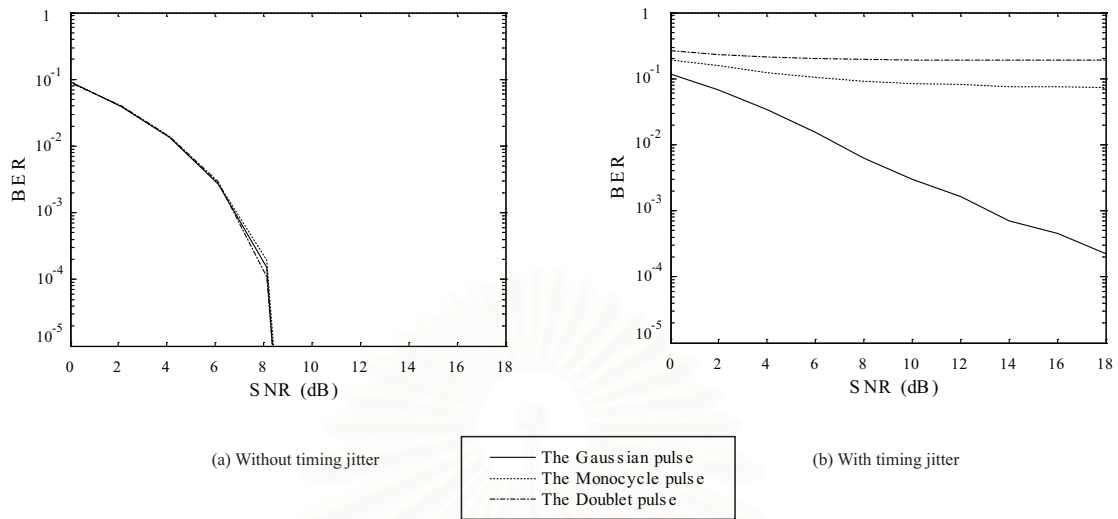 1
10-1
10-2
10-3
10-4
10-5
BER
0 2 4 6 8 10 12 14 16 18
SNR (dB)
(a) Without timing jitter
1
10-1
10-2
10-3
10-4
10-5
BER
0 2 4 6 8 10 12 14 16 18
SNR (dB)
(b) With timing jitter
The Gaussian pulse
The Monocycle pulse
The Doublet pulse